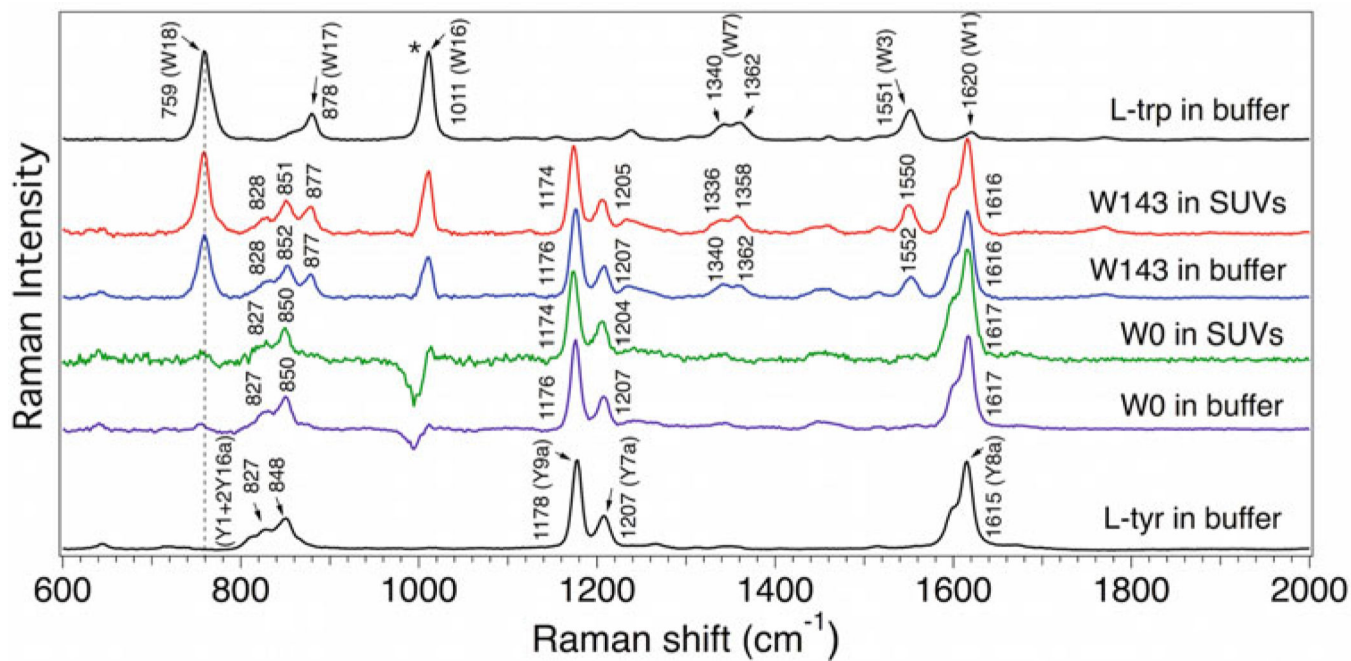 759 (W18)
878 (W17)
*
1011 (W16)
1340
(W7)
1362
1551 (W3)
1620 (W1)
L-trp in buffer
828
851
877
1174
1205
1336
1358
1550
1616
W143 in SUVs
828
852
877
1176
1207
1340
1362
1552
1616
W143 in buffer
827
850
1174
1204
1617
W0 in SUVs
827
850
1176
1207
1617
W0 in buffer
(Y1+2Y16a)
827
848
1178 (Y9a)
1207 (Y7a)
1615 (Y8a)
L-tyr in buffer
Raman Intensity
600 800 1000 1200 1400 1600 1800 2000
Raman shift (cm⁻¹)